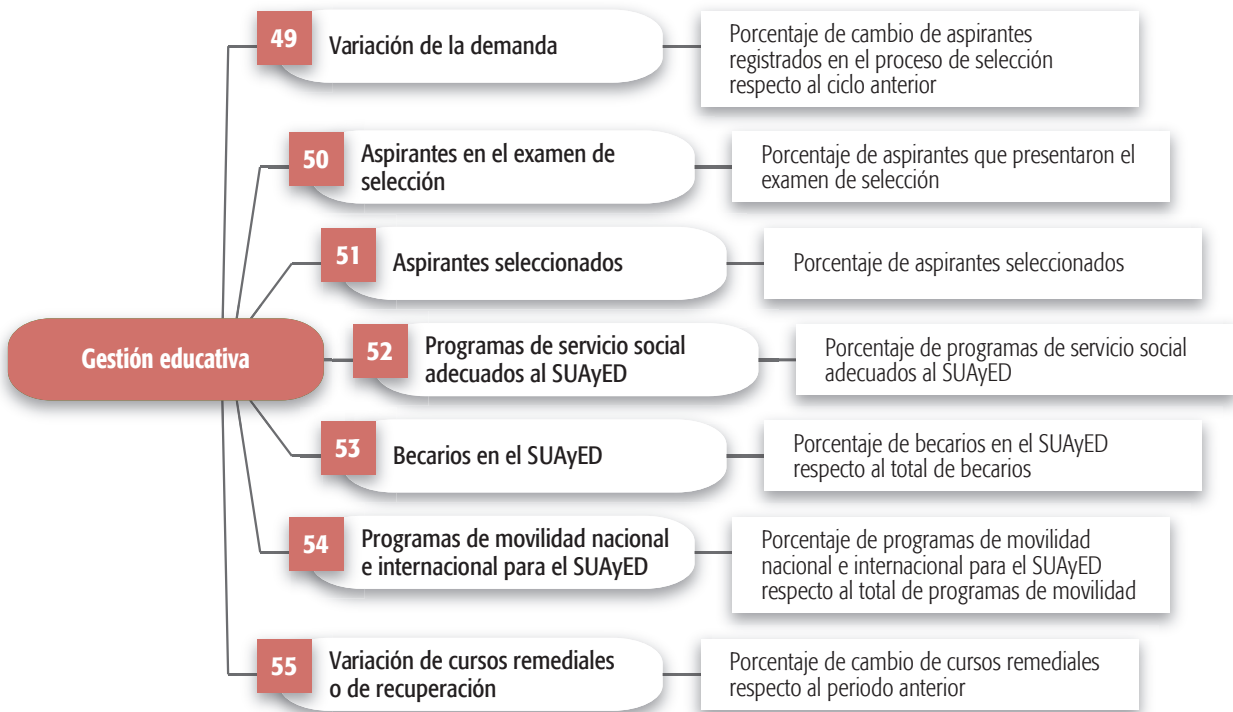 49
Variación de la demanda
Porcentaje de cambio de aspirantes
registrados en el proceso de selección
respecto al ciclo anterior
50
Aspirantes en el examen de
selección
Porcentaje de aspirantes que presentaron el
examen de selección
51
Aspirantes seleccionados
Porcentaje de aspirantes seleccionados
Gestión educativa
52
Programas de servicio social
adecuados al SUAyED
Porcentaje de programas de servicio social
adecuados al SUAyED
53
Becarios en el SUAyED
Porcentaje de becarios en el SUAyED
respecto al total de becarios
54
Programas de movilidad nacional
e internacional para el SUAyED
Porcentaje de programas de movilidad
nacional e internacional para el SUAyED
respecto al total de programas de movilidad
55
Variación de cursos remediales
o de recuperación
Porcentaje de cambio de cursos remediales
respecto al periodo anterior